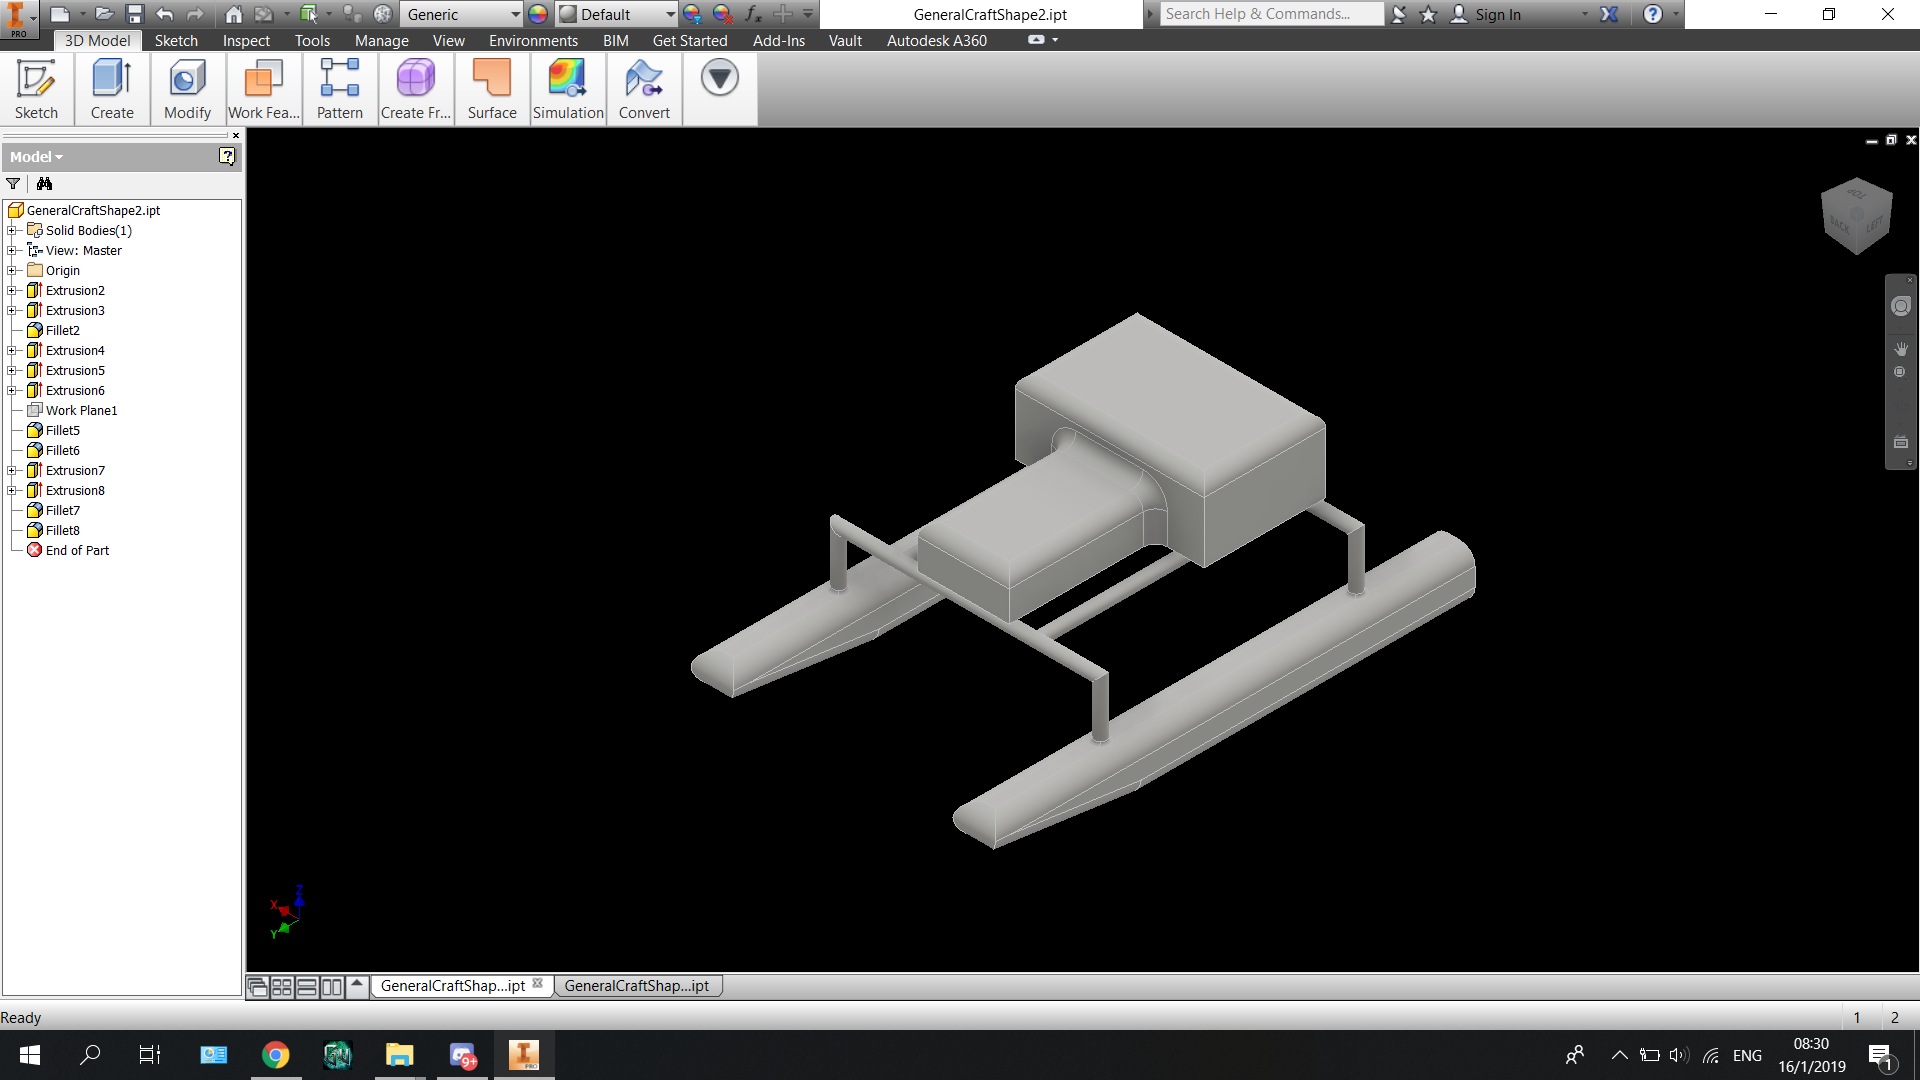 PRO
Generic
Default
GeneralCraftShape2.ipt
Search Help & Commands...
Sign In
3D Model
Sketch
Inspect
Tools
Manage
View
Environments
BIM
Get Started
Add-Ins
Vault
Autodesk A360
Sketch
Create
Modify
Work Fea...
Pattern
Create Fr...
Surface
Simulation
Convert
Model
GeneralCraftShape2.ipt
Solid Bodies(1)
View: Master
Origin
Extrusion2
Extrusion3
Fillet2
Extrusion4
Extrusion5
Extrusion6
Work Plane1
Fillet5
Fillet6
Extrusion7
Extrusion8
Fillet7
Fillet8
End of Part
TOP
BACK
LEFT
Z
X
Y
GeneralCraftShap...ipt
GeneralCraftShap...ipt
Ready
1
2
9+
PRO
ENG
08:30
16/1/2019
1